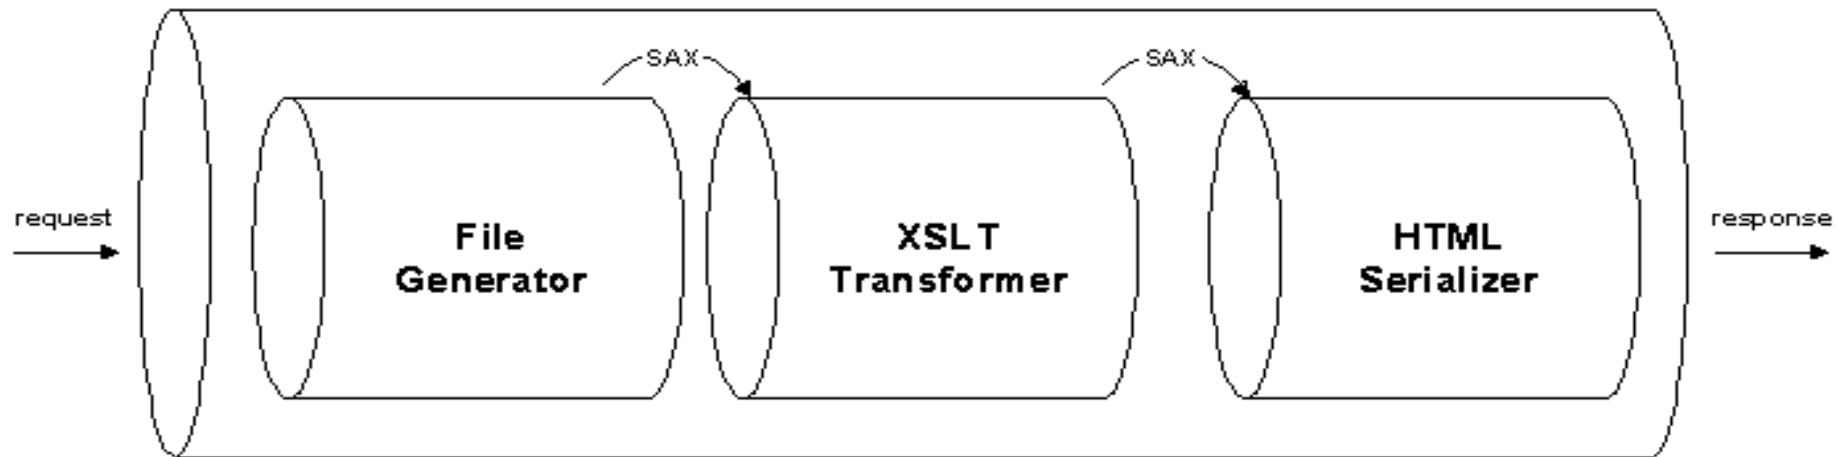 SAX
SAX
request
File
Generator
XSLT
Transformer
HTML
Serializer
response